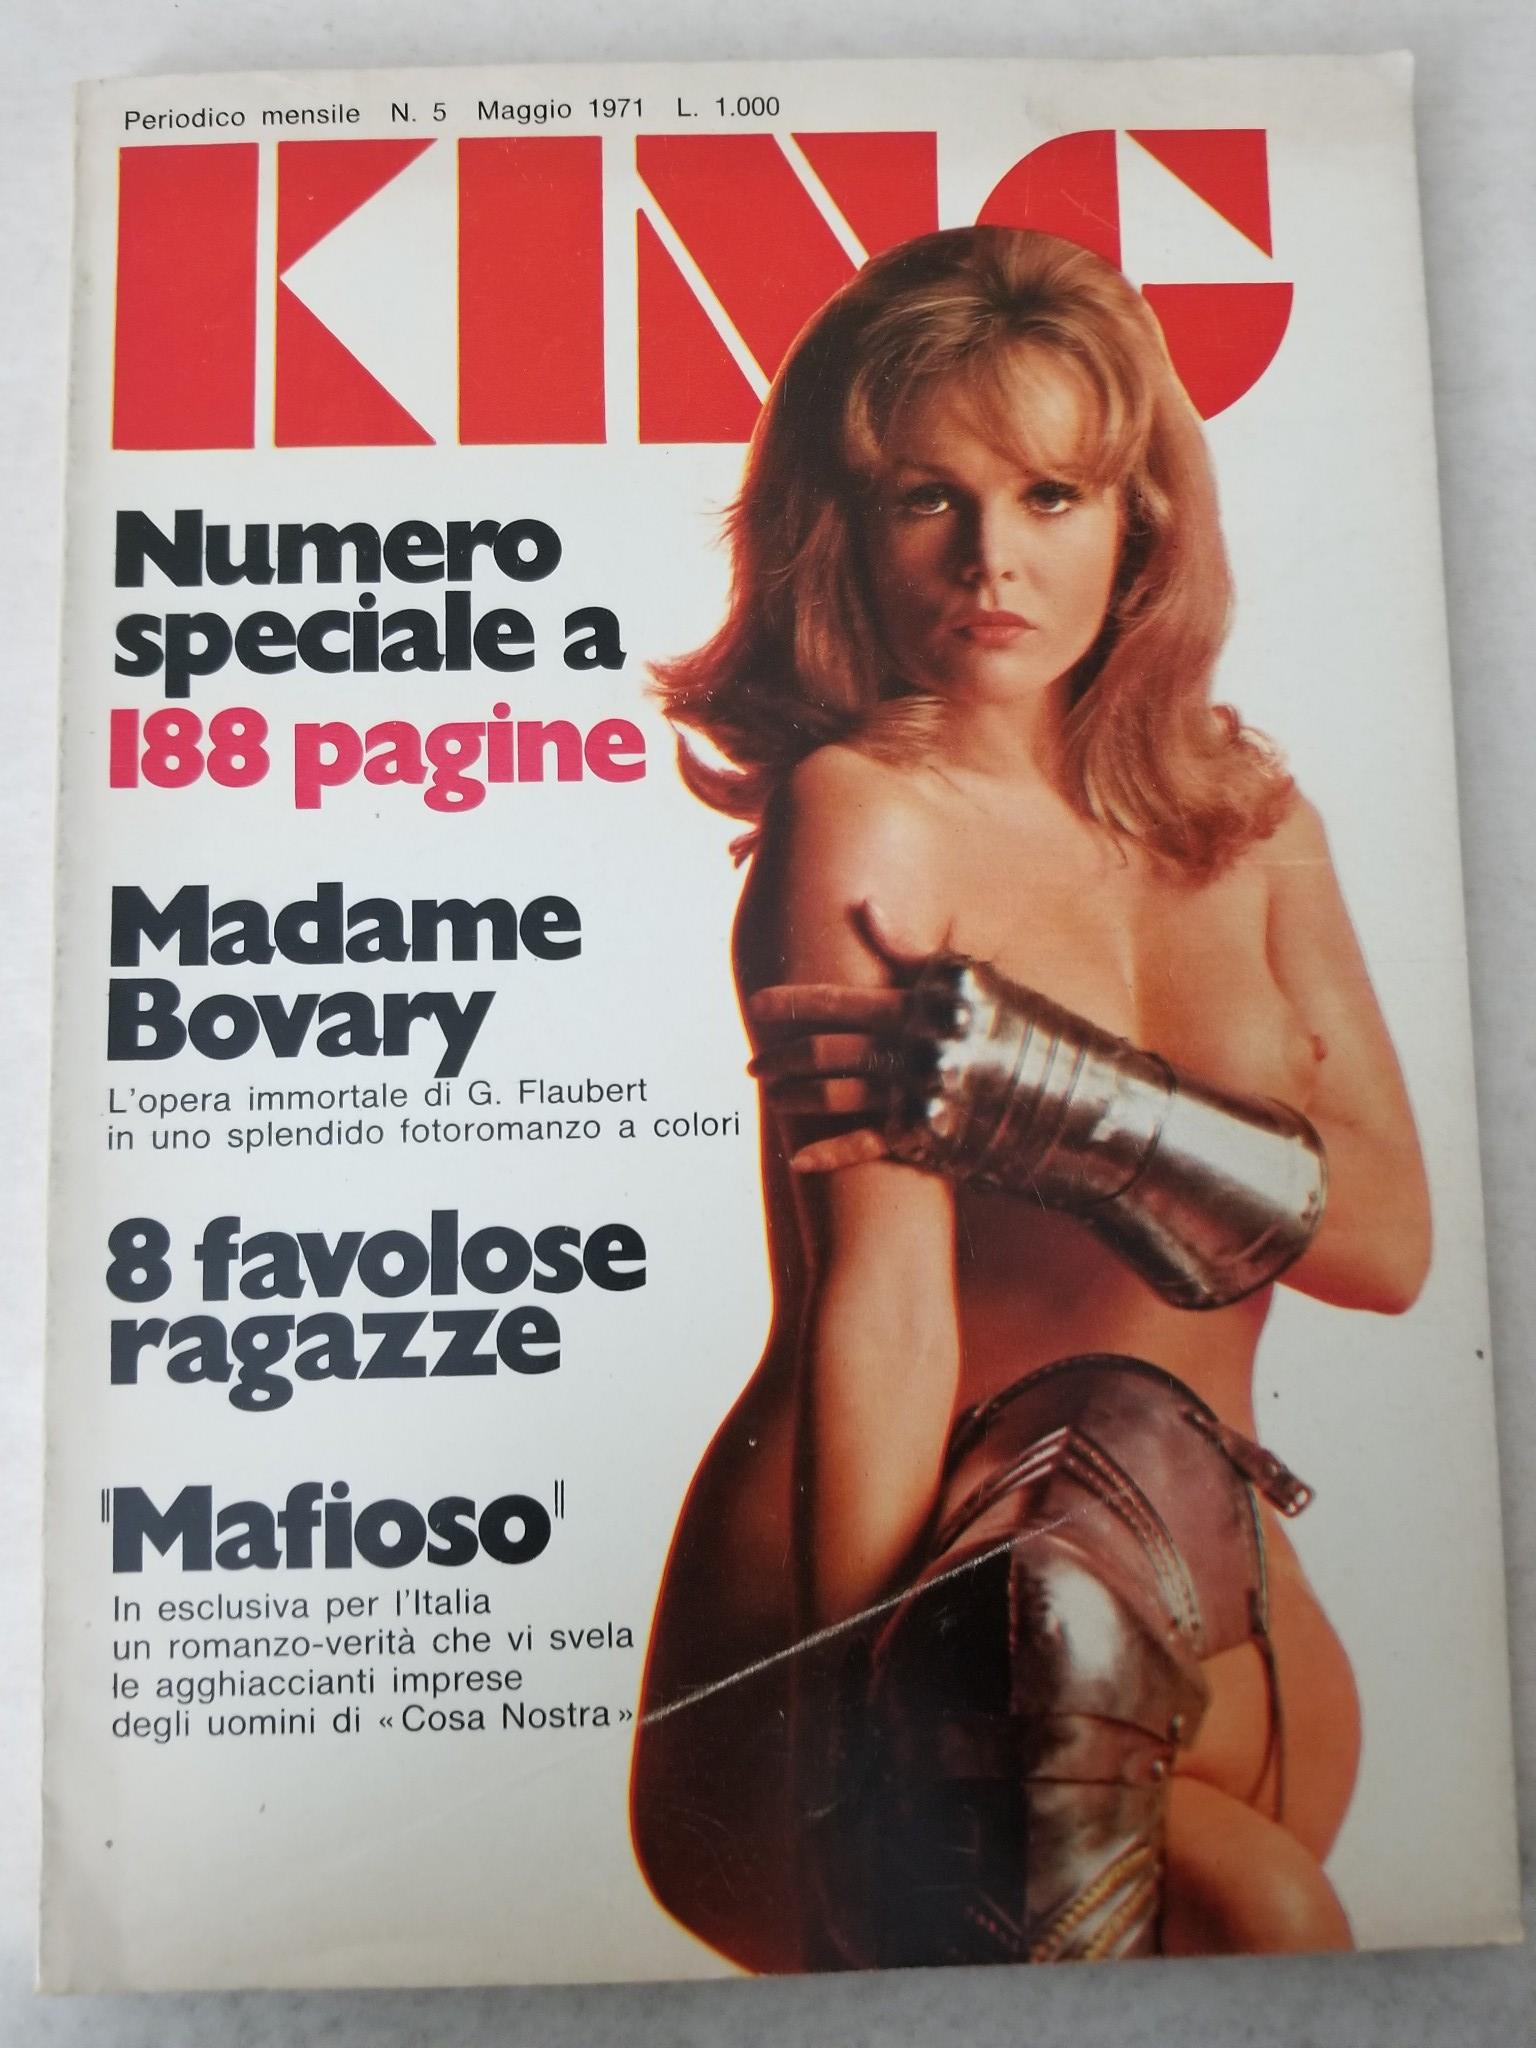 Periodico mensile N. 5 Maggio 1971 L. 1.000
KING
Numero
speciale a
188 pagine
Madame
Bovary
L'opera immortale di G. Flaubert
in uno splendido fotoromanzo a colori
8 favolose
ragazze
"Mafioso"
In esclusiva per l'Italia
un romanzo-verità che vi svela
le agghiaccianti imprese
degli uomini di «Cosa Nostra»